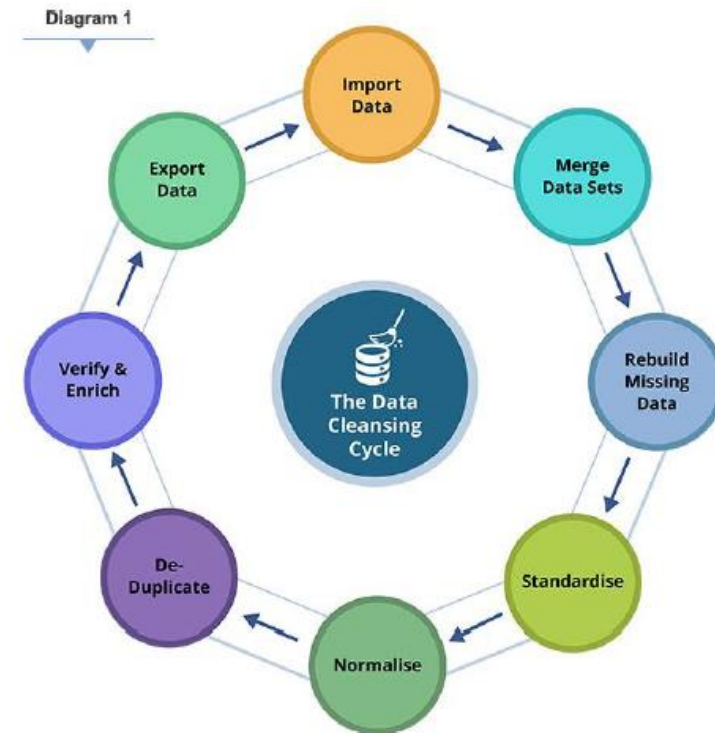 Diagram 1
Import
Data
Merge
Data Sets
Rebuild
Missing
Data
Standardise
Normalise
De-
Duplicate
Verify &
Enrich
Export
Data
The Data
Cleansing
Cycle